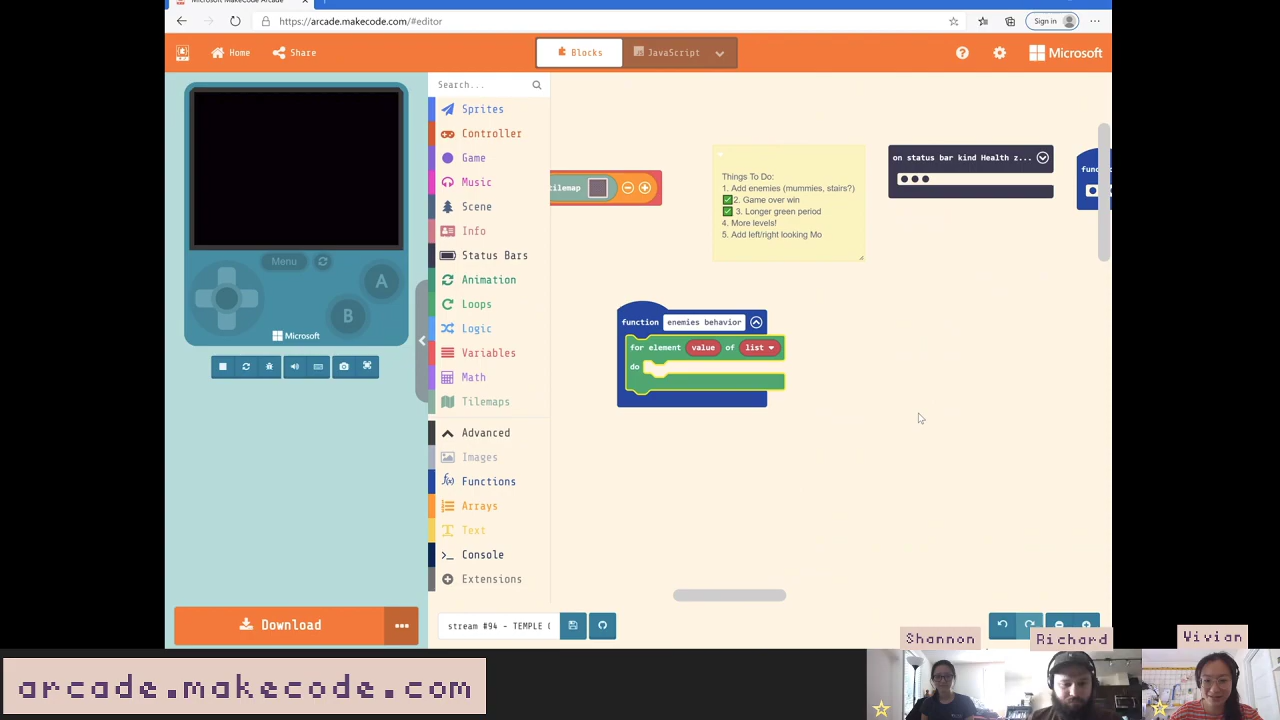 Microsoft MakeCode Arcade
https://arcade.makecode.com/#editor
Sign in
Home
Share
Blocks
JavaScript
Microsoft
Search...
Sprites
Controller
Game
Music
Scene
Info
Status Bars
Animation
Loops
Logic
Variables
Math
Tilemaps
Advanced
Images
Functions
Arrays
Text
Console
Extensions
Menu
A
B
Microsoft
Download
tilemap
Things To Do:
1. Add enemies (mummies, stairs?)
✅2. Game over win
✅ 3. Longer green period
4. More levels!
5. Add left/right looking Mo
on status bar kind Health z...
function enemies behavior
for element value of list
do
stream #94 - TEMPLE
Shannon
Richard
Vivian
arcade.makecode.com